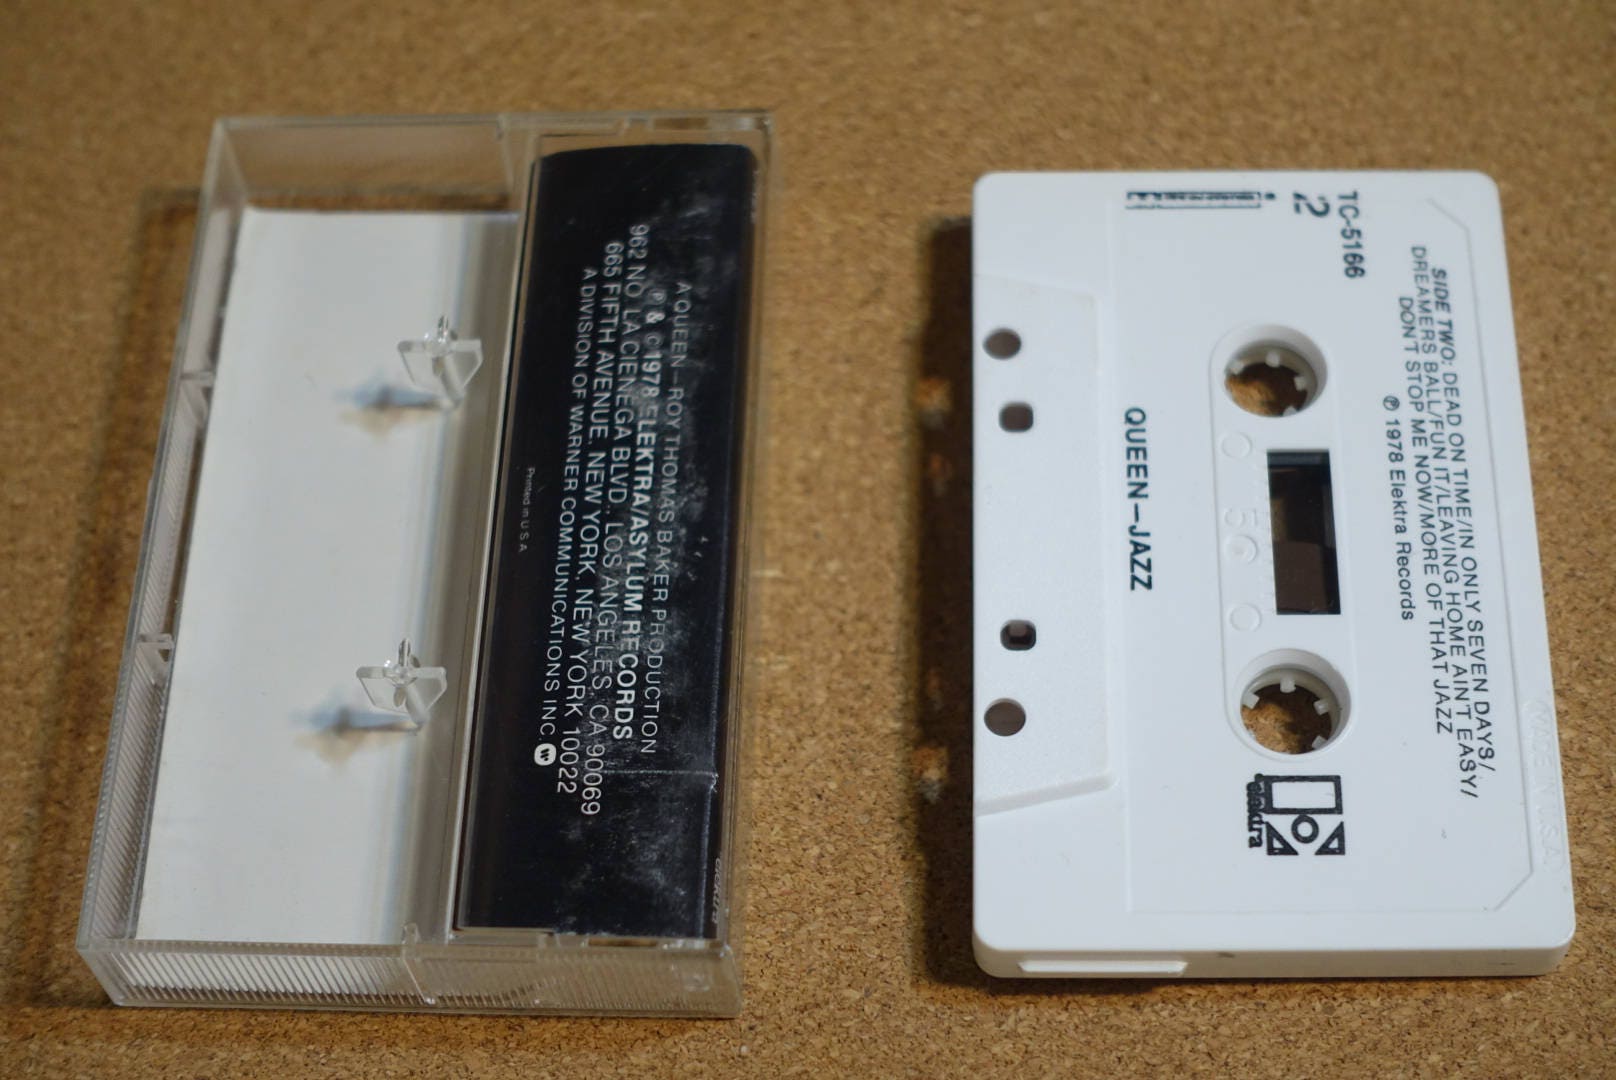 A QUEEN—ROY THOMAS BAKER PRODUCTION
℗ & © 1978 ELEKTRA/ASYLUM RECORDS
962 NO. LA CIENEGA BLVD., LOS ANGELES, CA 90069
665 FIFTH AVENUE, NEW YORK, NEW YORK 10022
A DIVISION OF WARNER COMMUNICATIONS INC.
Printed in U S A
elektra
SIDE TWO: DEAD ON TIME/IN ONLY SEVEN DAYS/
DREAMERS BALL/FUN IT/LEAVING HOME AIN'T EASY/
DON'T STOP ME NOW/MORE OF THAT JAZZ
℗ 1978 Elektra Records
TC-5166
2
elektra
QUEEN—JAZZ
MADE IN U.S.A.